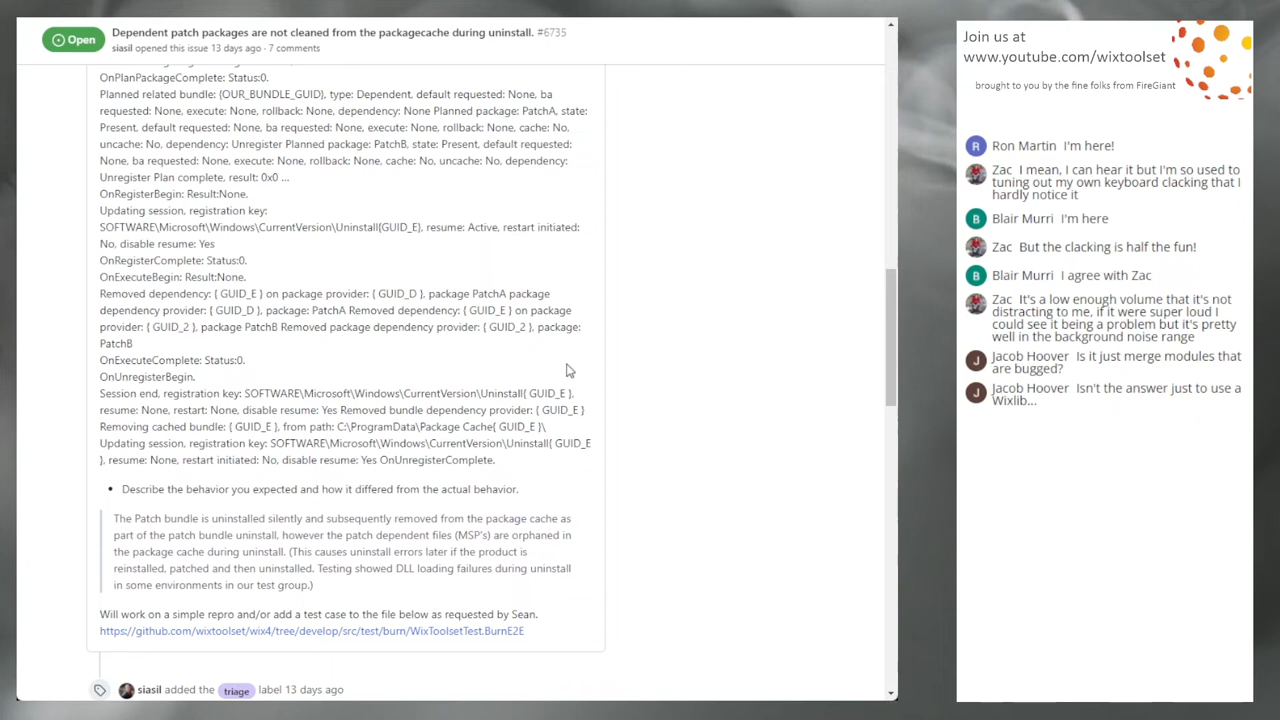 Open
Dependent patch packages are not cleaned from the packagecache during uninstall. #6735
siasil opened this issue 13 days ago · 7 comments
OnPlanPackageComplete: Status:0.
Planned related bundle: {OUR_BUNDLE_GUID}, type: Dependent, default requested: None, ba
requested: None, execute: None, rollback: None, dependency: None Planned package: PatchA, state:
Present, default requested: None, ba requested: None, execute: None, rollback: None, cache: No,
uncache: No, dependency: Unregister Planned package: PatchB, state: Present, default requested:
None, ba requested: None, execute: None, rollback: None, cache: No, uncache: No, dependency:
Unregister Plan complete, result: 0x0 ...
OnRegisterBegin: Result:None.
Updating session, registration key:
SOFTWARE\Microsoft\Windows\CurrentVersion\Uninstall{GUID_E}, resume: Active, restart initiated:
No, disable resume: Yes
OnRegisterComplete: Status:0.
OnExecuteBegin: Result:None.
Removed dependency: { GUID_E } on package provider: { GUID_D }, package PatchA package
dependency provider: { GUID_D }, package: PatchA Removed dependency: { GUID_E } on package
provider: { GUID_2 }, package PatchB Removed package dependency provider: { GUID_2 }, package:
PatchB
OnExecuteComplete: Status:0.
OnUnregisterBegin.
Session end, registration key: SOFTWARE\Microsoft\Windows\CurrentVersion\Uninstall{ GUID_E },
resume: None, restart: None, disable resume: Yes Removed bundle dependency provider: { GUID_E }
Removing cached bundle: { GUID_E }, from path: C:\ProgramData\Package Cache{ GUID_E }\
Updating session, registration key: SOFTWARE\Microsoft\Windows\CurrentVersion\Uninstall{ GUID_E
}, resume: None, restart initiated: No, disable resume: Yes OnUnregisterComplete.
• Describe the behavior you expected and how it differed from the actual behavior.
The Patch bundle is uninstalled silently and subsequently removed from the package cache as
part of the patch bundle uninstall, however the patch dependent files (MSP's) are orphaned in
the package cache during uninstall. (This causes uninstall errors later if the product is
reinstalled, patched and then uninstalled. Testing showed DLL loading failures during uninstall
in some environments in our test group.)
Will work on a simple repro and/or add a test case to the file below as requested by Sean.
https://github.com/wixtoolset/wix4/tree/develop/src/test/burn/WixToolsetTest.BurnE2E
siasil added the triage label 13 days ago
Join us at
www.youtube.com/wixtoolset
brought to you by the fine folks from FireGiant
R Ron Martin I'm here!
Zac I mean, I can hear it but I'm so used to
tuning out my own keyboard clacking that I
hardly notice it
B Blair Murri I'm here
Zac But the clacking is half the fun!
B Blair Murri I agree with Zac
Zac It's a low enough volume that it's not
distracting to me, if it were super loud I
could see it being a problem but it's pretty
well in the background noise range
J Jacob Hoover Is it just merge modules that
are bugged?
J Jacob Hoover Isn't the answer just to use a
Wixlib...